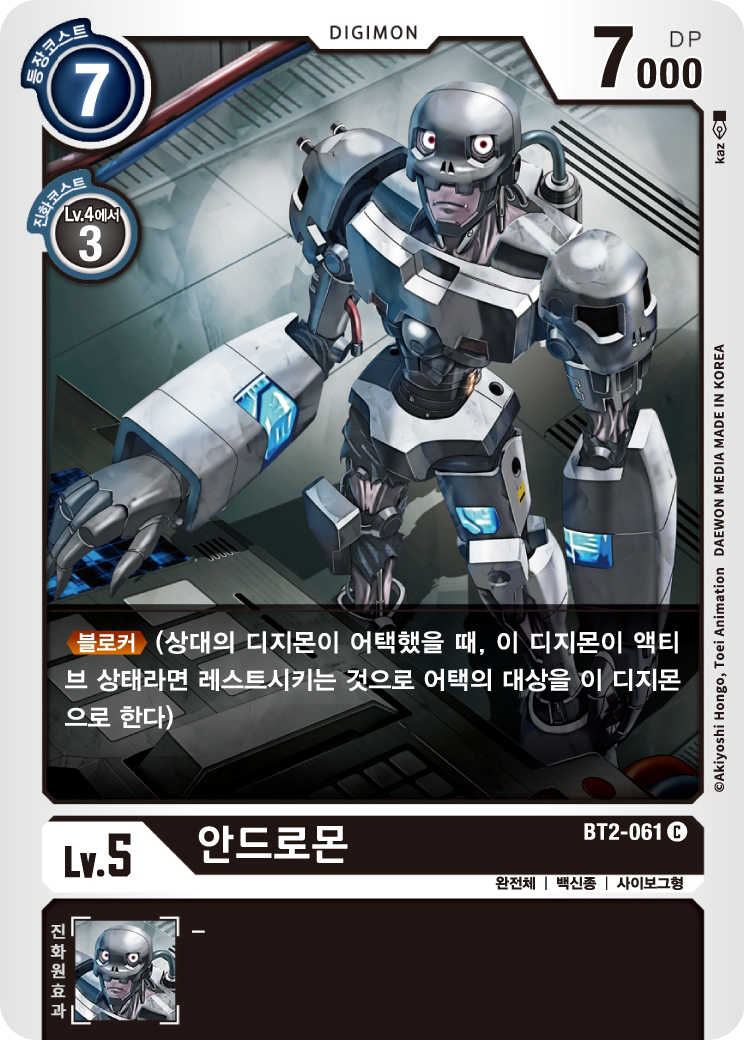 DIGIMON
등장코스트
7
DP
7000
진화코스트
Lv.4에서
3
kaz
©Akiyoshi Hongo, Toei Animation DAEWON MEDIA MADE IN KOREA
블로커 (상대의 디지몬이 어택했을 때, 이 디지몬이 액티
브 상태라면 레스트시키는 것으로 어택의 대상을 이 디지몬
으로 한다)
Lv.5
안드로몬
BT2-061 C
완전체 | 백신종 | 사이보그형
진화원효과
–